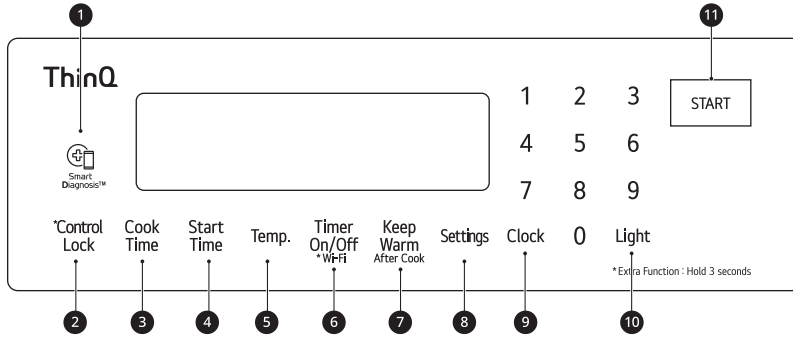 1
11
ThinQ
1 2 3
START
4 5 6
Smart
Diagnosis™
7 8 9
*Control
Lock
Cook
Time
Start
Time
Temp.
Timer
On/Off
*Wi-Fi
Keep
Warm
After Cook
Settings
Clock
0
Light
*Extra Function : Hold 3 seconds
2
3
4
5
6
7
8
9
10